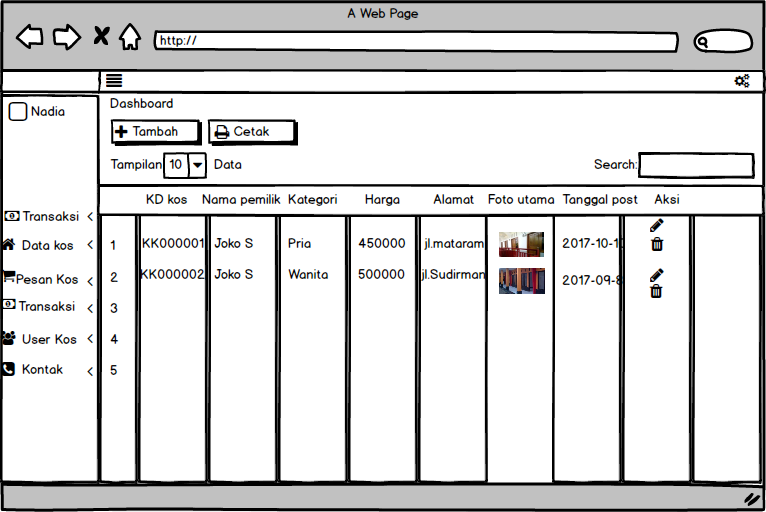 A Web Page
http://
Nadia
Dashboard
Tambah Cetak
Tampilan 10 Data Search:
KD kos Nama pemilik Kategori Harga Alamat Foto utama Tanggal post Aksi
Transaksi
Data kos
1 KK000001 Joko S Pria 450000 jl.mataram 2017-10-1
Pesan Kos
2 KK000002 Joko S Wanita 500000 jl.Sudirman 2017-09-8
Transaksi
3
User Kos
4
Kontak
5